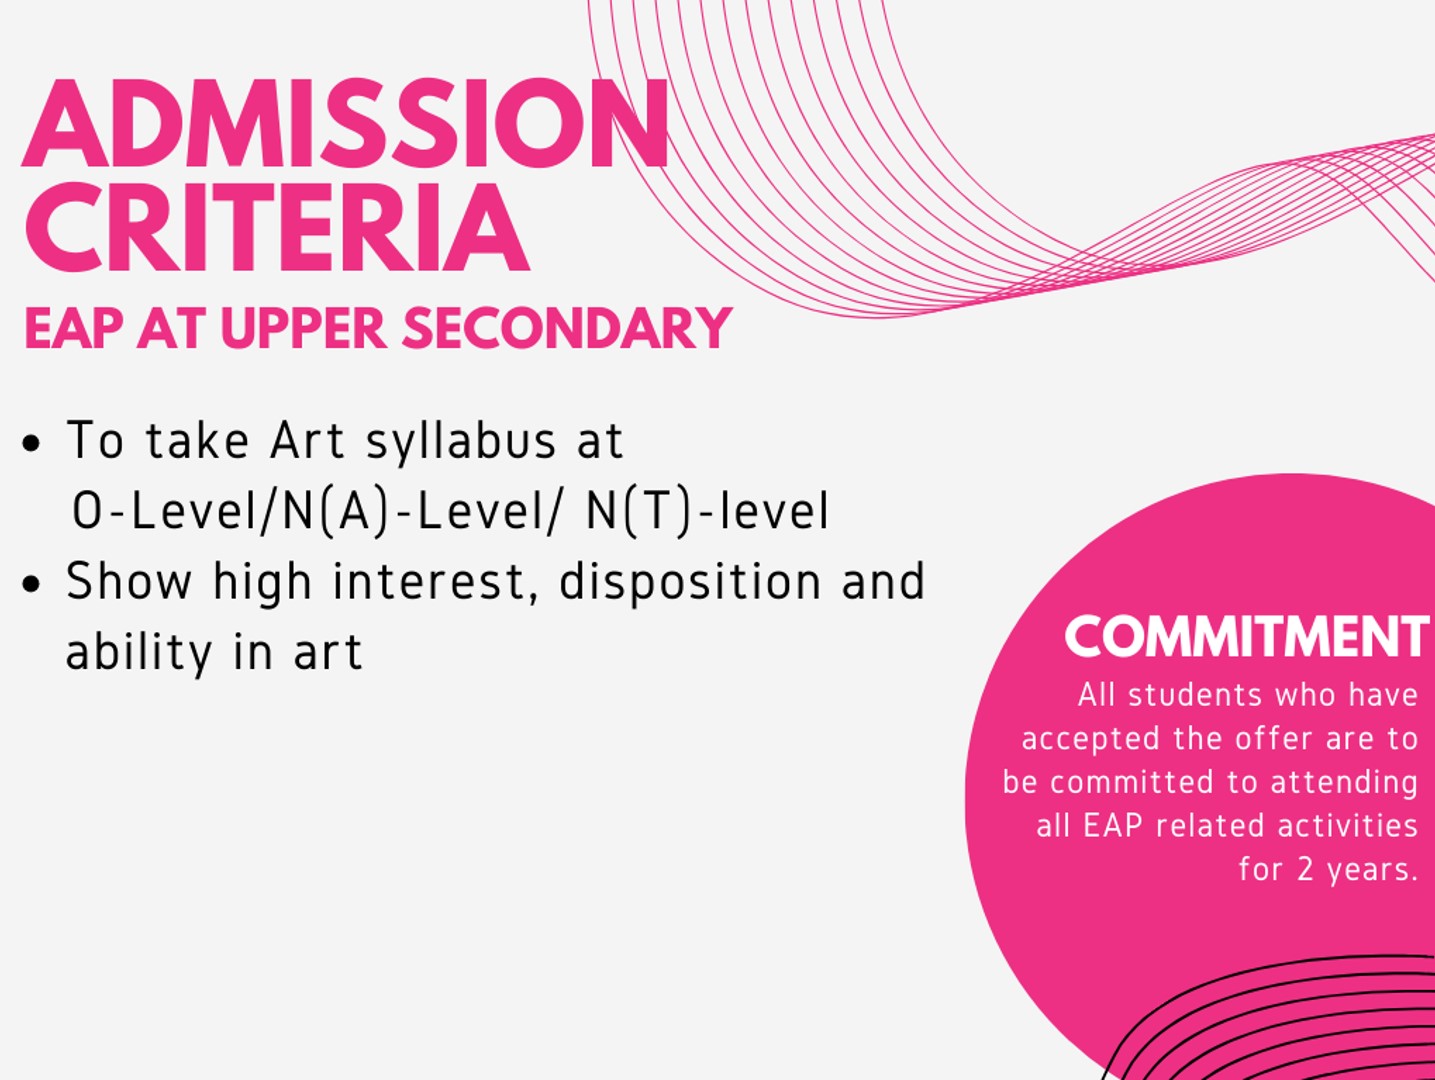 ADMISSION
CRITERIA
EAP AT UPPER SECONDARY
• To take Art syllabus at
O-Level/N(A)-Level/ N(T)-level
• Show high interest, disposition and
ability in art
COMMITMENT
All students who have
accepted the offer are to
be committed to attending
all EAP related activities
for 2 years.